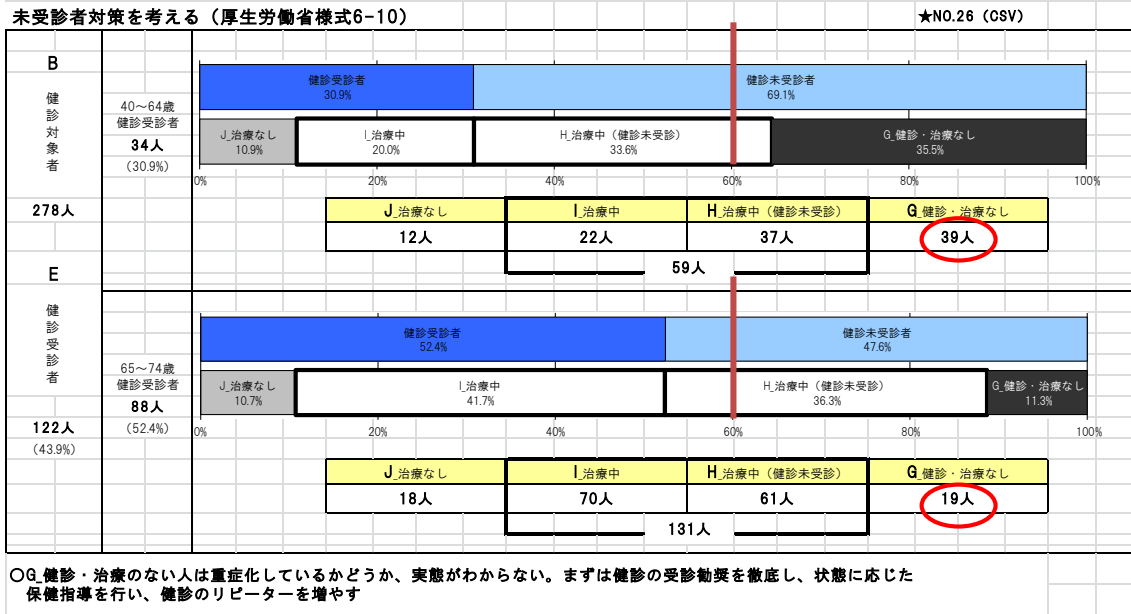 未受診者対策を考える（厚生労働省様式6-10）
★NO.26（CSV）
B
健診対象者
278人
E
健診受診者
122人
(43.9%)
40～64歳
健診受診者
34人
(30.9%)
健診受診者
30.9%
健診未受診者
69.1%
J_治療なし
10.9%
I_治療中
20.0%
H_治療中（健診未受診）
33.6%
G_健診・治療なし
35.5%
0%
20%
40%
60%
80%
100%
J_治療なし
I_治療中
H_治療中（健診未受診）
G_健診・治療なし
12人
22人
37人
39人
59人
65～74歳
健診受診者
88人
(52.4%)
健診受診者
52.4%
健診未受診者
47.6%
J_治療なし
10.7%
I_治療中
41.7%
H_治療中（健診未受診）
36.3%
G_健診・治療なし
11.3%
0%
20%
40%
60%
80%
100%
J_治療なし
I_治療中
H_治療中（健診未受診）
G_健診・治療なし
18人
70人
61人
19人
131人
○G_健診・治療のない人は重症化しているかどうか、実態がわからない。まずは健診の受診勧奨を徹底し、状態に応じた
保健指導を行い、健診のリピーターを増やす